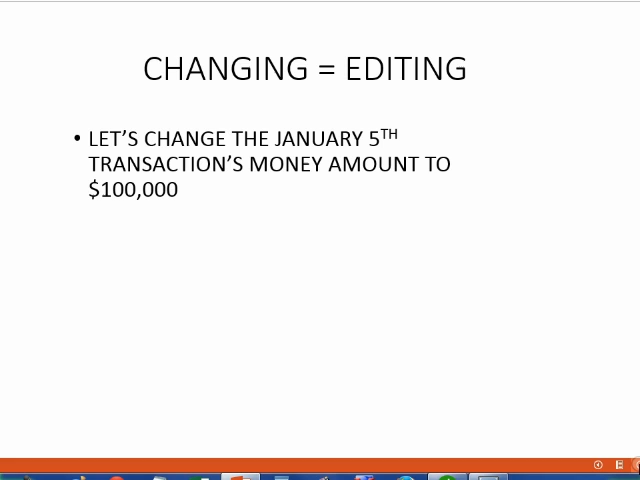 CHANGING = EDITING
• LET’S CHANGE THE JANUARY 5TH
TRANSACTION’S MONEY AMOUNT TO
$100,000